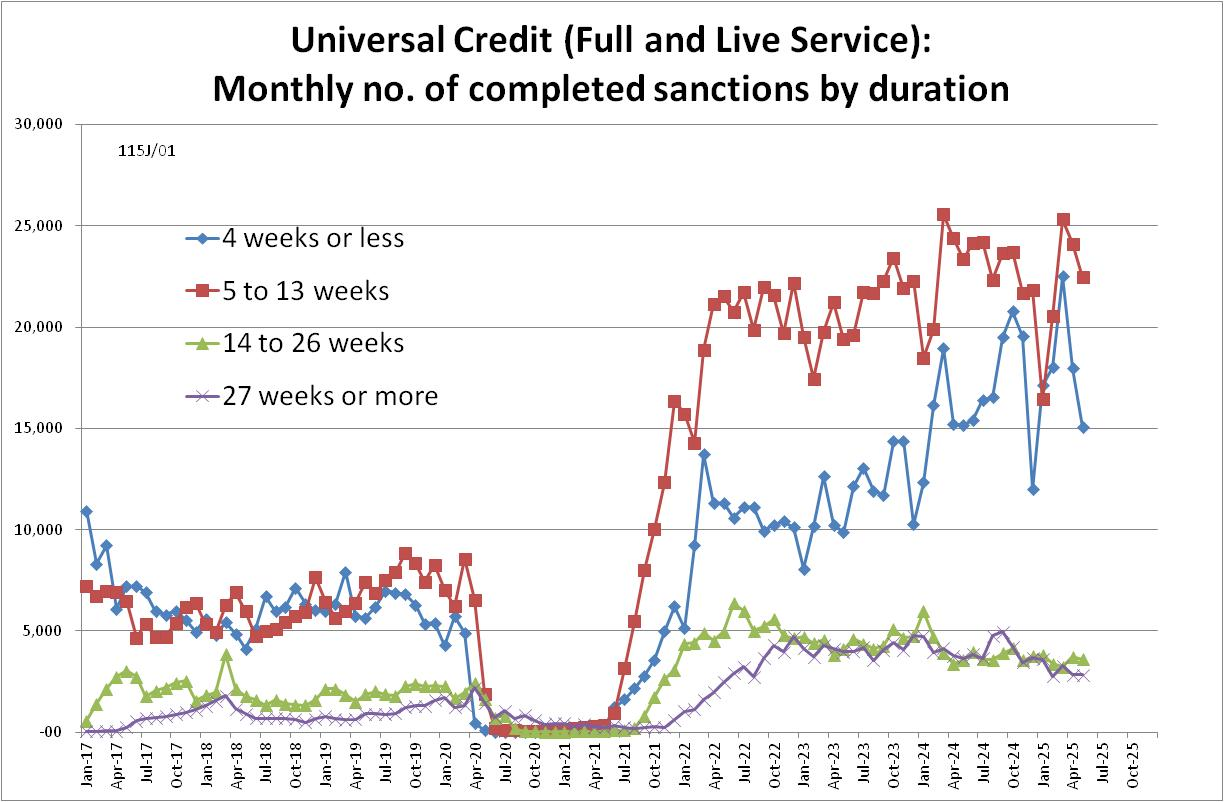 Universal Credit (Full and Live Service):
Monthly no. of completed sanctions by duration
30,000
115J/01
25,000
4 weeks or less
5 to 13 weeks
20,000
14 to 26 weeks
27 weeks or more
15,000
10,000
5,000
-00
Jan-17
Apr-17
Jul-17
Oct-17
Jan-18
Apr-18
Jul-18
Oct-18
Jan-19
Apr-19
Jul-19
Oct-19
Jan-20
Apr-20
Jul-20
Oct-20
Jan-21
Apr-21
Jul-21
Oct-21
Jan-22
Apr-22
Jul-22
Oct-22
Jan-23
Apr-23
Jul-23
Oct-23
Jan-24
Apr-24
Jul-24
Oct-24
Jan-25
Apr-25
Jul-25
Oct-25